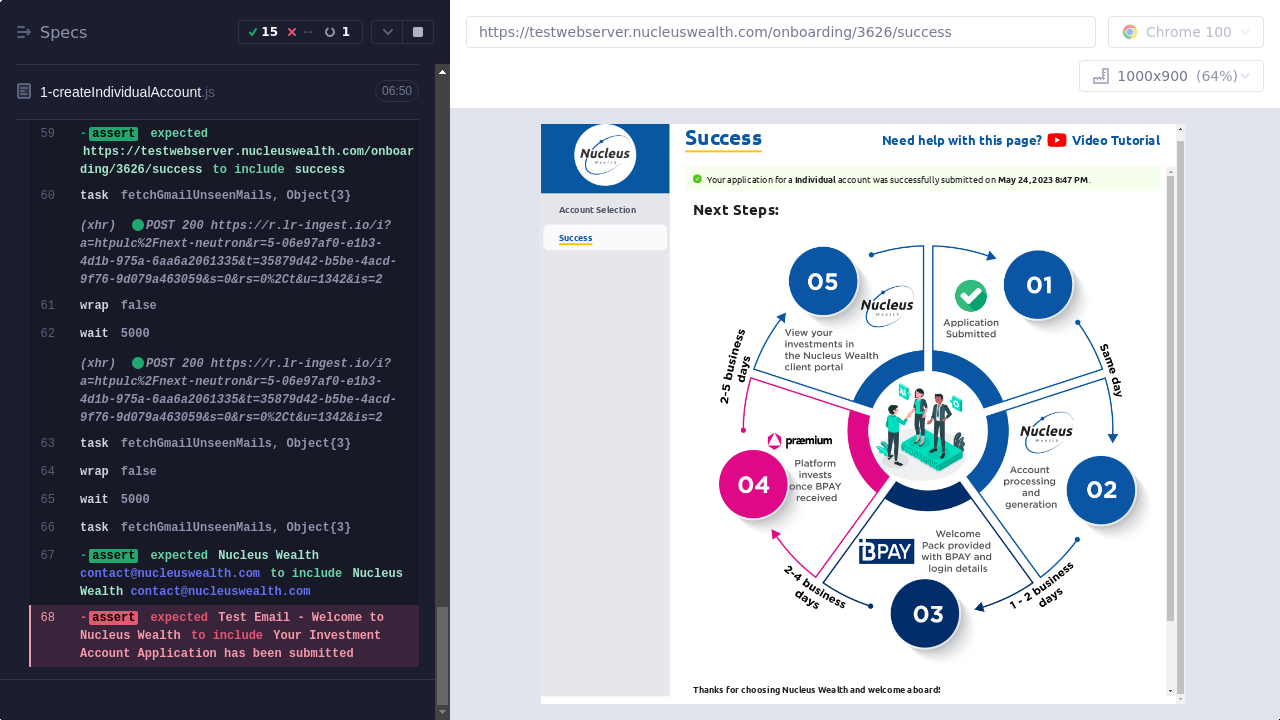 Specs
15
--
1
https://testwebserver.nucleuswealth.com/onboarding/3626/success
Chrome 100
1000x900 (64%)
1-createIndividualAccount.js
06:50
59
-assert expected
https://testwebserver.nucleuswealth.com/onboar
ding/3626/success to include success
60 task fetchGmailUnseenMails, Object{3}
(xhr) POST 200 https://r.lr-ingest.io/i?
a=htpulc%2Fnext-neutron&r=5-06e97af0-e1b3-
4d1b-975a-6aa6a2061335&t=35879d42-b5be-4acd-
9f76-9d079a463059&s=0&rs=0%2Ct&u=1342&is=2
61 wrap false
62 wait 5000
(xhr) POST 200 https://r.lr-ingest.io/i?
a=htpulc%2Fnext-neutron&r=5-06e97af0-e1b3-
4d1b-975a-6aa6a2061335&t=35879d42-b5be-4acd-
9f76-9d079a463059&s=0&rs=0%2Ct&u=1342&is=2
63 task fetchGmailUnseenMails, Object{3}
64 wrap false
65 wait 5000
66 task fetchGmailUnseenMails, Object{3}
67 -assert expected Nucleus Wealth
contact@nucleuswealth.com to include Nucleus
Wealth contact@nucleuswealth.com
68 -assert expected Test Email - Welcome to
Nucleus Wealth to include Your Investment
Account Application has been submitted
Nucleus
Wealth
Account Selection
Success
Success
Need help with this page? Video Tutorial
Your application for a Individual account was successfully submitted on May 24, 2023 8:47 PM.
Next Steps:
01
Application
Submitted
Same day
Nucleus
Wealth
02
Account
processing
and
generation
1 - 2 business
days
03
BPAY
Welcome
Pack provided
with BPAY and
login details
2-4 business
days
04
præmium
Platform
invests
once BPAY
received
2-5 business
days
05
Nucleus
Wealth
View your
investments in
the Nucleus Wealth
client portal
Thanks for choosing Nucleus Wealth and welcome aboard!